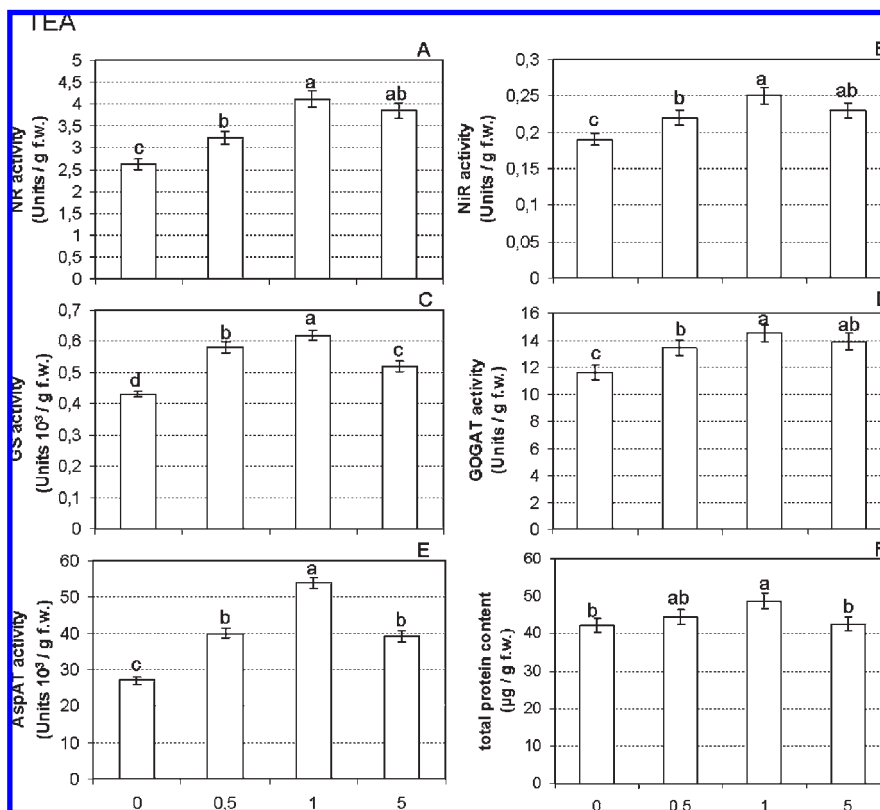 TEA
A
NR activity
(Units / g f.w.)
5
4,5
4
3,5
3
2,5
2
1,5
1
0,5
0
c
b
a
ab
NiR activity
(Units / g f.w.)
0,3
0,25
0,2
0,15
0,1
0,05
0
c
b
a
ab
C
GS activity
(Units 10³ / g f.w.)
0,7
0,6
0,5
0,4
0,3
0,2
0,1
0
d
b
a
c
GOGAT activity
(Units / g f.w.)
16
14
12
10
8
6
4
2
0
c
b
a
ab
E
AspAT activity
(Units 10³ / g f.w.)
60
50
40
30
20
10
0
c
b
a
b
0
0,5
1
5
total protein content
(µg / g f.w.)
60
50
40
30
20
10
0
b
ab
a
b
0
0,5
1
5